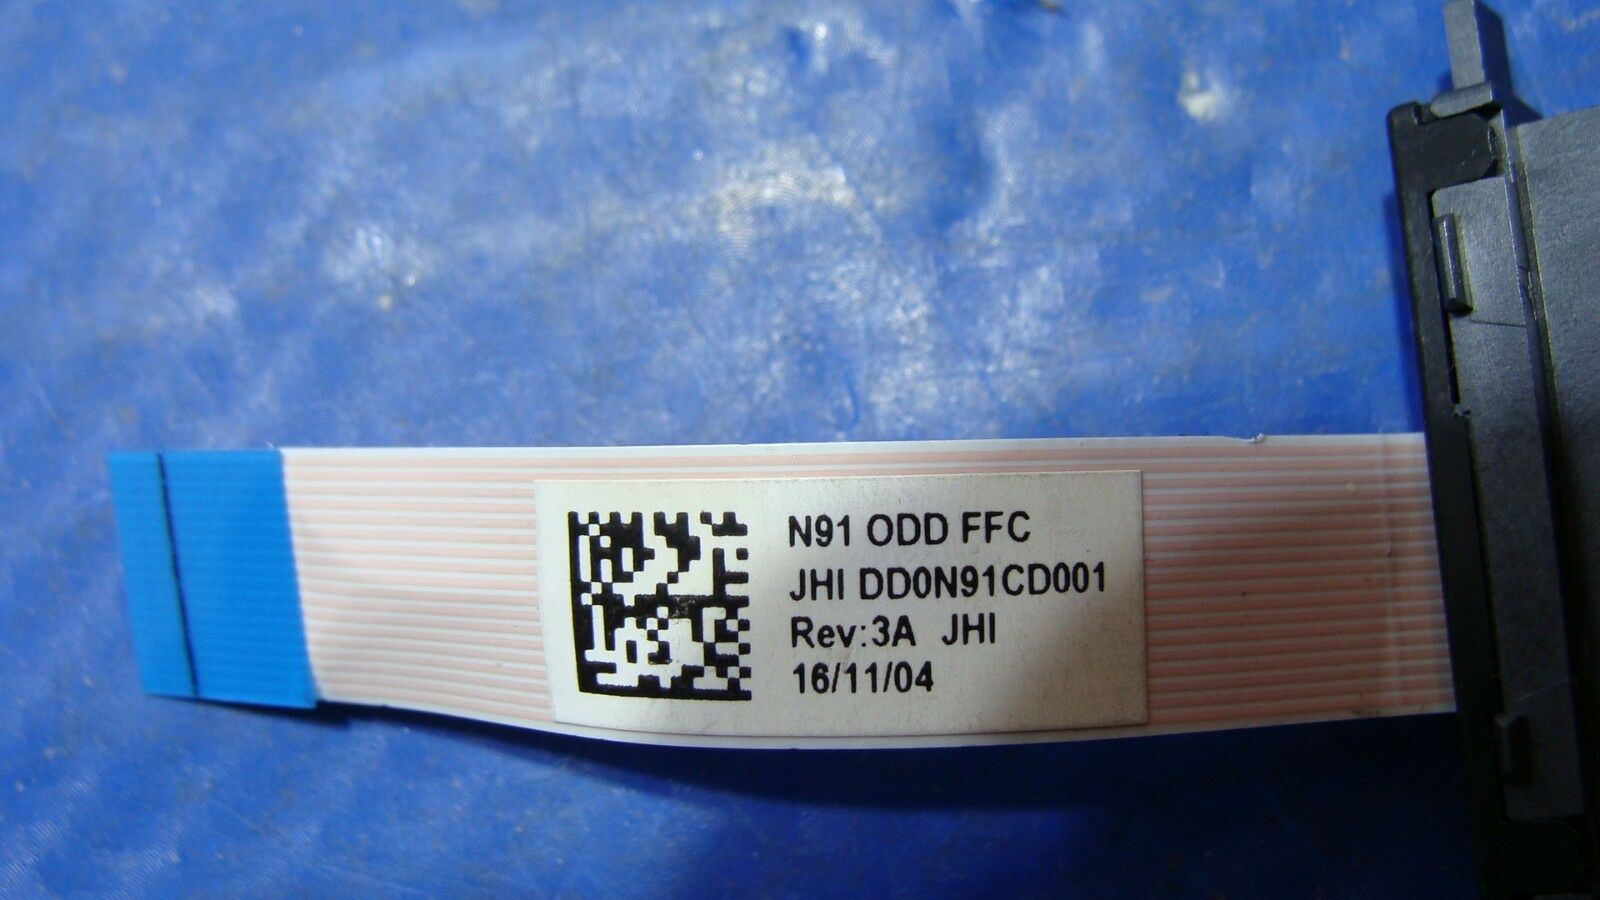 N91 ODD FFC
JHI DD0N91CD001
Rev:3A JHI
16/11/04